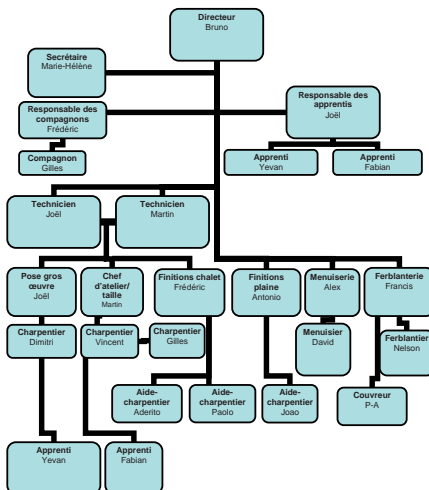 Directeur
Bruno
Secrétaire
Marie-Hélène
Responsable des
compagnons
Frédéric
Responsable des
apprentis
Joël
Compagnon
Gilles
Apprenti
Yevan
Apprenti
Fabian
Technicien
Joël
Technicien
Martin
Pose gros
œuvre
Joël
Chef
d'atelier/
taille
Martin
Finitions chalet
Frédéric
Finitions
plaine
Antonio
Menuiserie
Alex
Ferblanterie
Francis
Charpentier
Dimitri
Charpentier
Vincent
Charpentier
Gilles
Menuisier
David
Ferblantier
Nelson
Aide-
charpentier
Aderito
Aide-
charpentier
Paolo
Aide-
charpentier
Joao
Couvreur
P-A
Apprenti
Yevan
Apprenti
Fabian